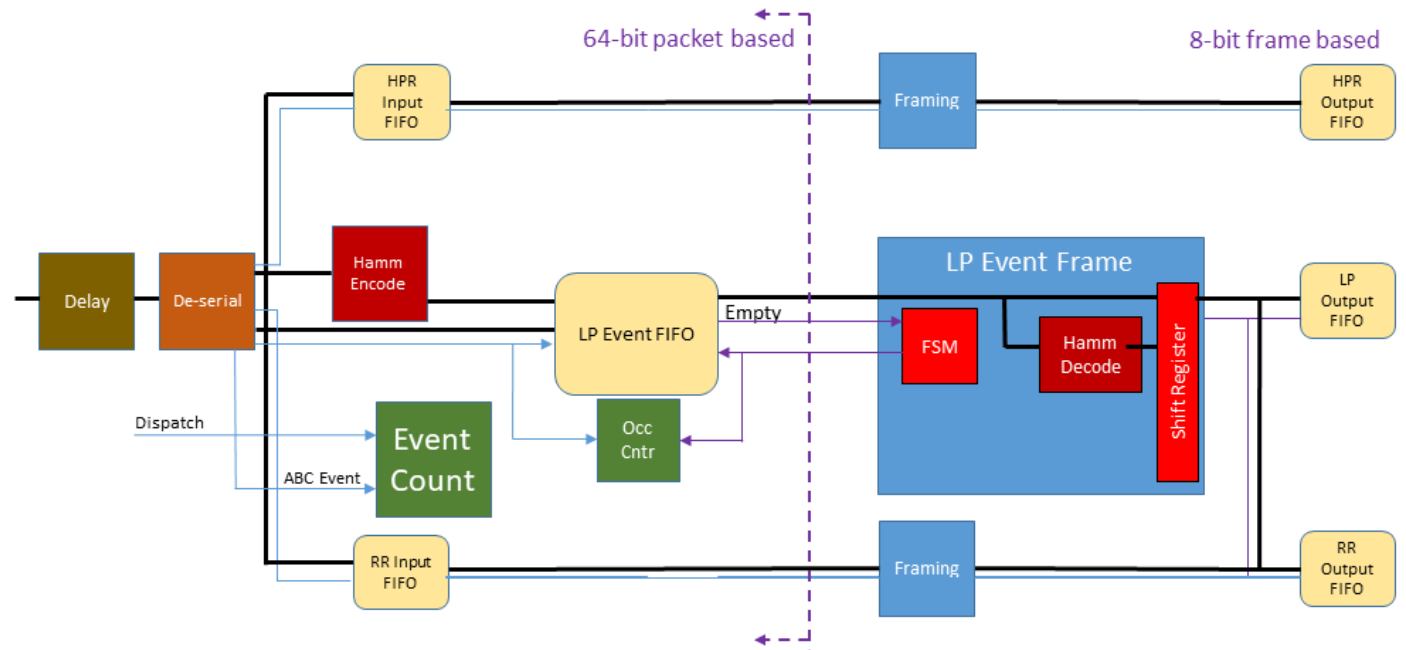 64-bit packet based
8-bit frame based
HPR
Input
FIFO
Framing
HPR
Output
FIFO
Delay
De-serial
Hamm
Encode
LP Event FIFO
Empty
LP Event Frame
FSM
Hamm
Decode
Shift Register
LP
Output
FIFO
Dispatch
ABC Event
Event
Count
Occ
Cntr
RR Input
FIFO
Framing
RR
Output
FIFO